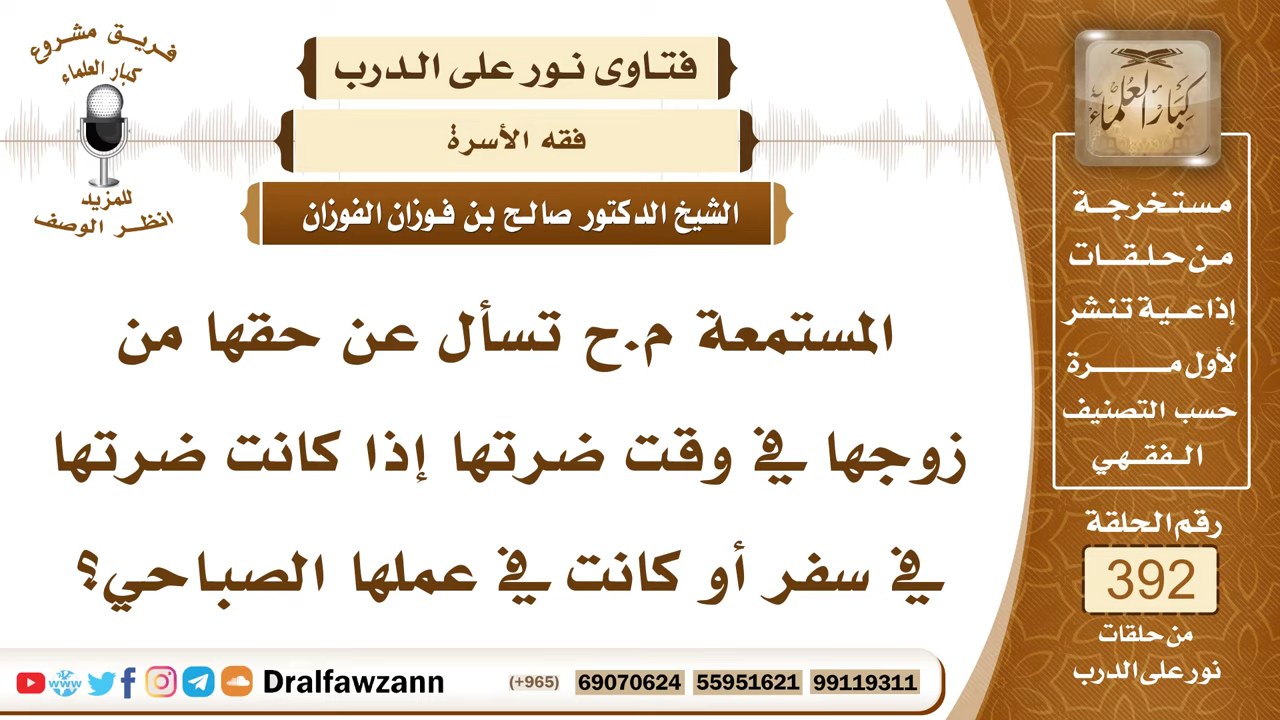 فريق مشروع
كبار العلماء
للمزيد
انظر الوصف
فتاوى نور على الدرب
فقه الأسرة
الشيخ الدكتور صالح بن فوزان الفوزان
كبار العلماء
مستخرجة
من حلقات
إذاعية تنشر
لأول مرة
حسب التصنيف
الفقهي
رقم الحلقة
392
من حلقات
نور على الدرب
المستمعة م.ح تسأل عن حقها من
زوجها في وقت ضرتها إذا كانت ضرتها
في سفر أو كانت في عملها الصباحي؟
www Dralfawzann (+965) 69070624 55951621 99119311